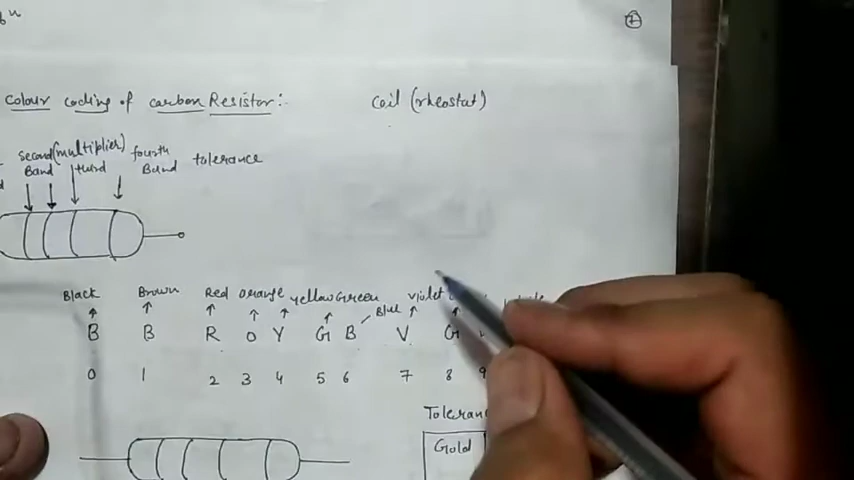 Colour coding of carbon Resistor:- coil (rheostat)
second (multiplier) fourth
Band third Band tolerance
Black Brown Red orange yellow Green Blue violet
B B R O Y G B V G
0 1 2 3 4 5 6 7 8 9
Tolerance
Gold